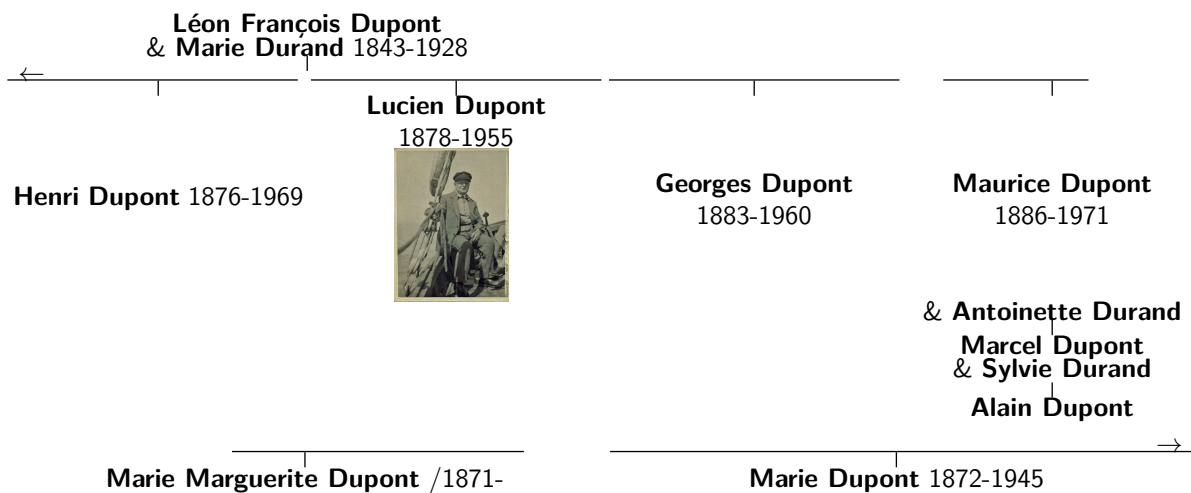 Léon François Dupont
& Marie Durand 1843-1928
←
Lucien Dupont
1878-1955
Henri Dupont 1876-1969
Georges Dupont
1883-1960
Maurice Dupont
1886-1971
& Antoinette Durand
Marcel Dupont
& Sylvie Durand
Alain Dupont
→
Marie Marguerite Dupont /1871-
Marie Dupont 1872-1945